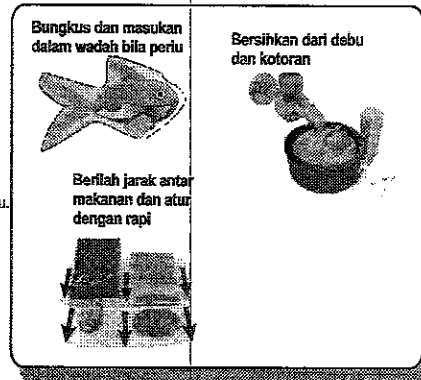 Bungkus dan masukan
dalam wadah bila perlu
Bersihkan dari debu
dan kotoran
Berilah jarak antar
makanan dan atur
dengan rapi
u.